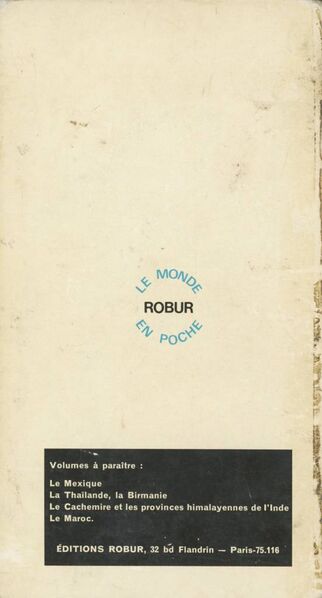 LE MONDE
ROBUR
EN POCHE
Volumes à paraître :
Le Mexique
La Thaïlande, la Birmanie
Le Cachemire et les provinces himalayennes de l'Inde
Le Maroc.
ÉDITIONS ROBUR, 32 bd Flandrin — Paris-75.116